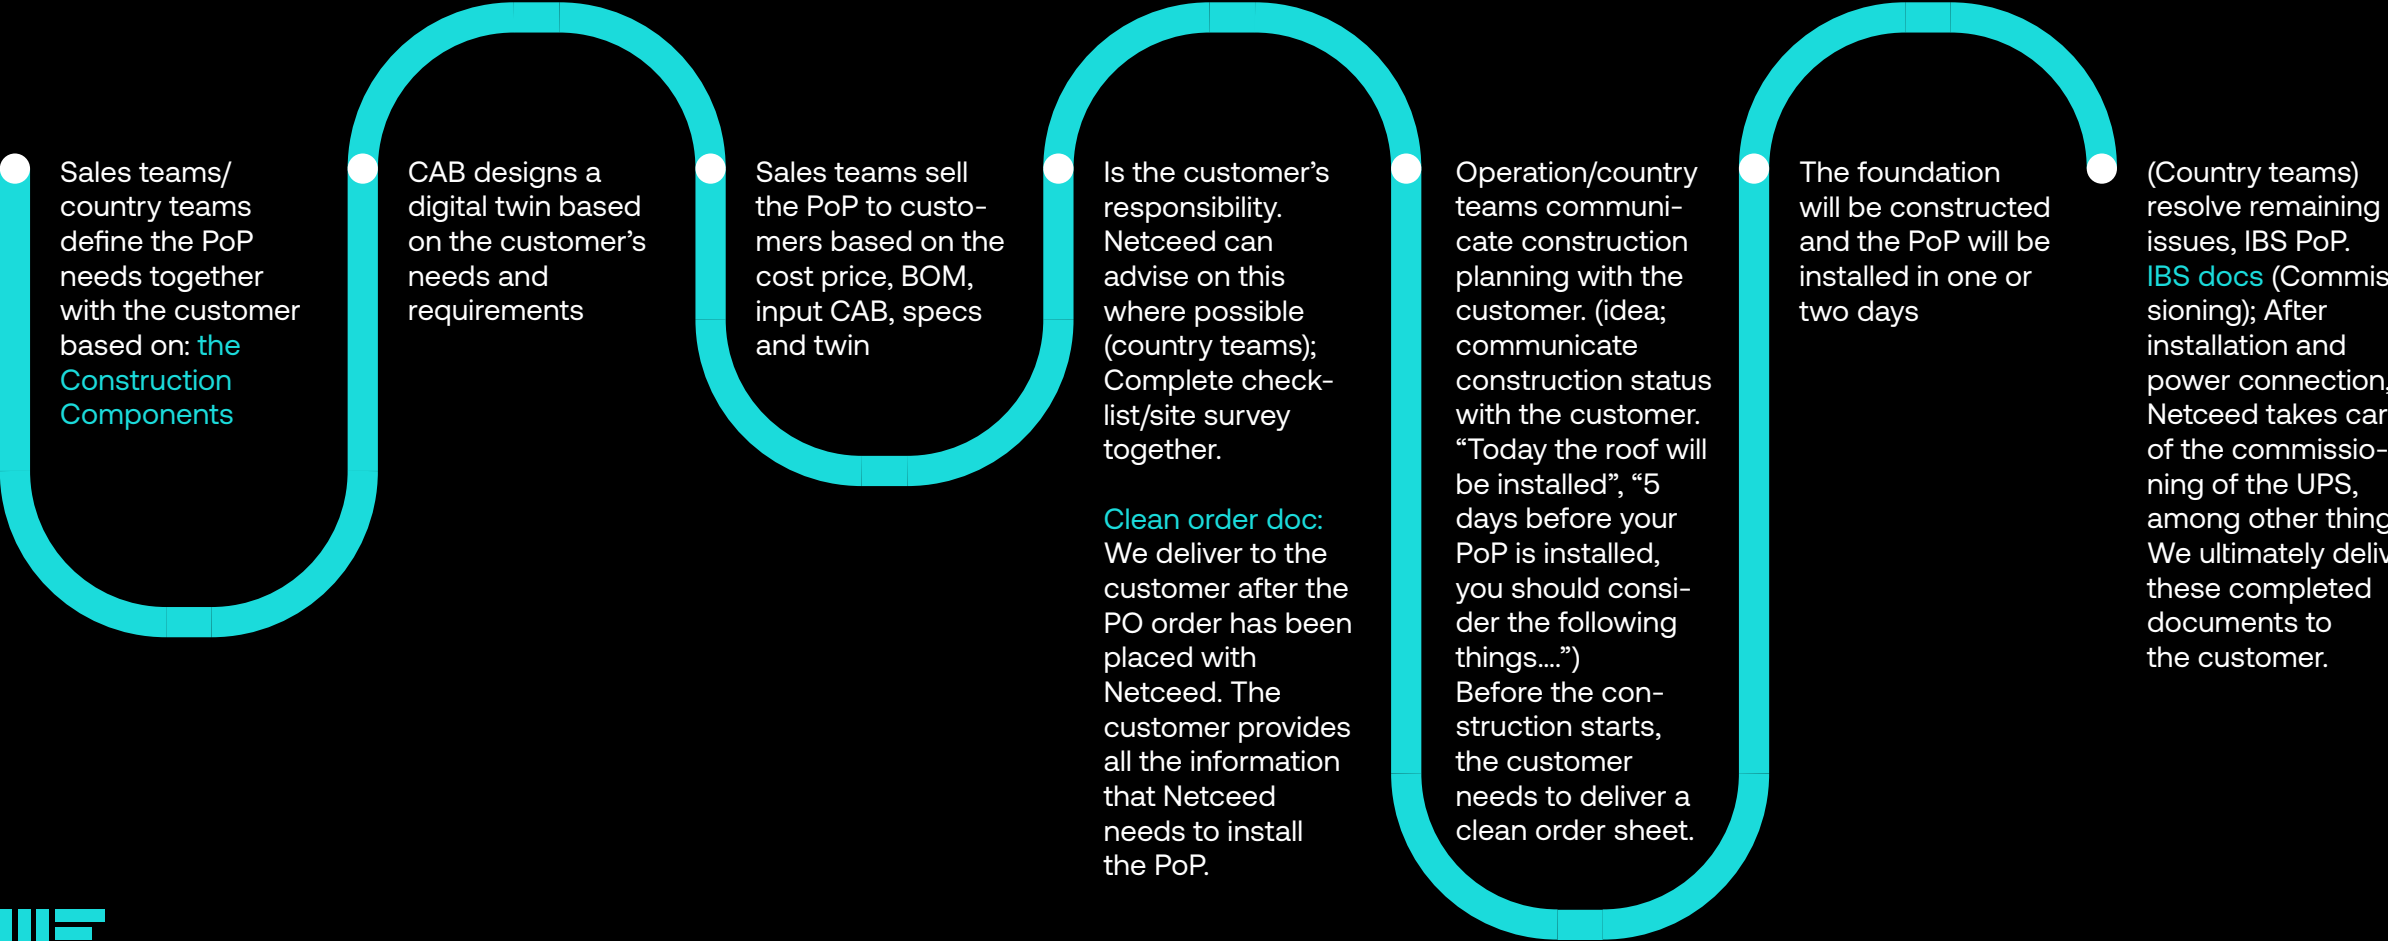 Sales teams/
country teams
define the PoP
needs together
with the customer
based on: the
Construction
Components
CAB designs a
digital twin based
on the customer’s
needs and
requirements
Sales teams sell
the PoP to custo-
mers based on the
cost price, BOM,
input CAB, specs
and twin
Is the customer’s
responsibility.
Netceed can
advise on this
where possible
(country teams);
Complete check-
list/site survey
together.
Clean order doc:
We deliver to the
customer after the
PO order has been
placed with
Netceed. The
customer provides
all the information
that Netceed
needs to install
the PoP.
Operation/country
teams communi-
cate construction
planning with the
customer. (idea;
communicate
construction status
with the customer.
“Today the roof will
be installed”, “5
days before your
PoP is installed,
you should consi-
der the following
things....”)
Before the con-
struction starts,
the customer
needs to deliver a
clean order sheet.
The foundation
will be constructed
and the PoP will be
installed in one or
two days
(Country teams)
resolve remaining
issues, IBS PoP.
IBS docs (Commis
sioning); After
installation and
power connection,
Netceed takes car
of the commissio-
ning of the UPS,
among other thing
We ultimately deliv
these completed
documents to
the customer.